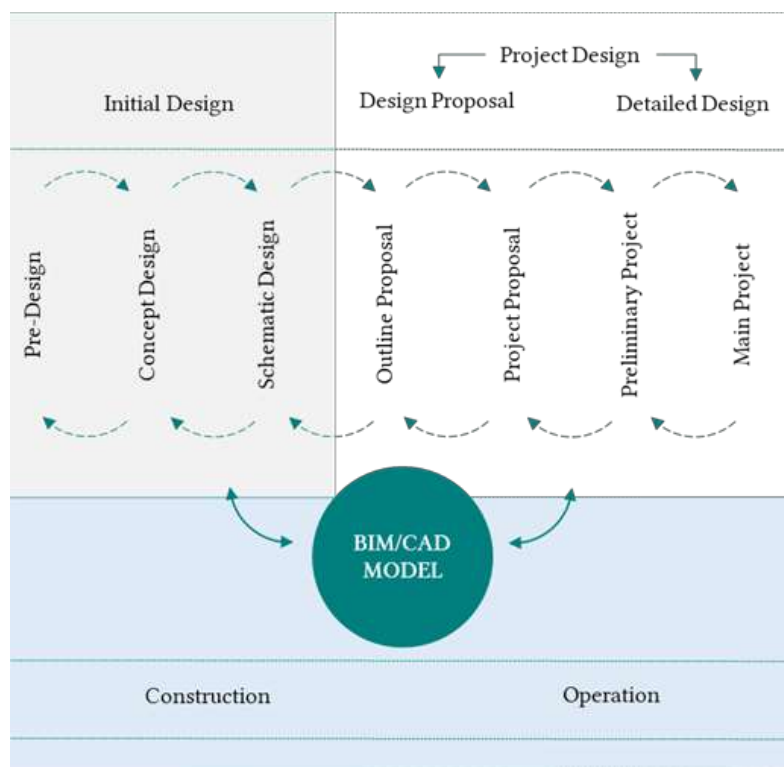 Project Design
Initial Design
Design Proposal
Detailed Design
Pre-Design
Concept Design
Schematic Design
Outline Proposal
Project Proposal
Preliminary Project
Main Project
BIM/CAD
MODEL
Construction
Operation